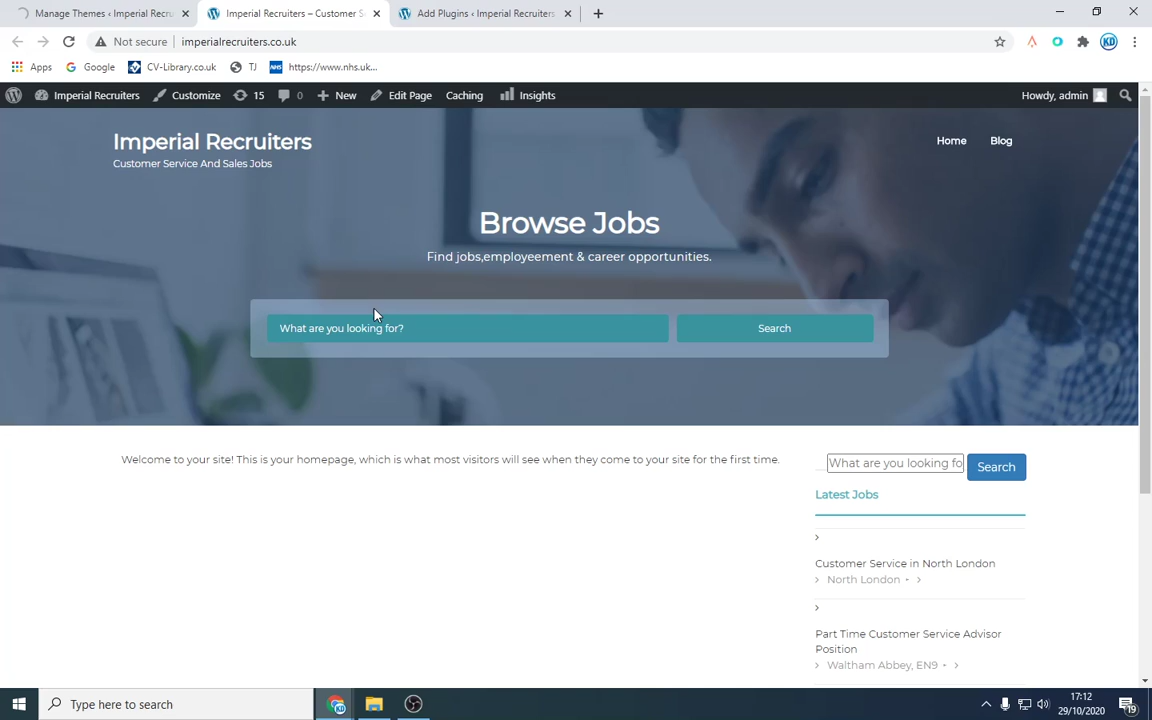 Manage Themes ‹ Imperial Recru
Imperial Recruiters – Customer S
Add Plugins ‹ Imperial Recruiters
Not secure
imperialrecruiters.co.uk
KD
Apps
Google
CV-Library.co.uk
TJ
NHS
https://www.nhs.uk...
Imperial Recruiters
Customize
15
0
New
Edit Page
Caching
Insights
Howdy, admin
Imperial Recruiters
Customer Service And Sales Jobs
Home
Blog
Browse Jobs
Find jobs,employeement & career opportunities.
What are you looking for?
Search
Welcome to your site! This is your homepage, which is what most visitors will see when they come to your site for the first time.
What are you looking fo
Search
Latest Jobs
Customer Service in North London
North London
Part Time Customer Service Advisor
Position
Waltham Abbey, EN9
Type here to search
17:12
29/10/2020
19